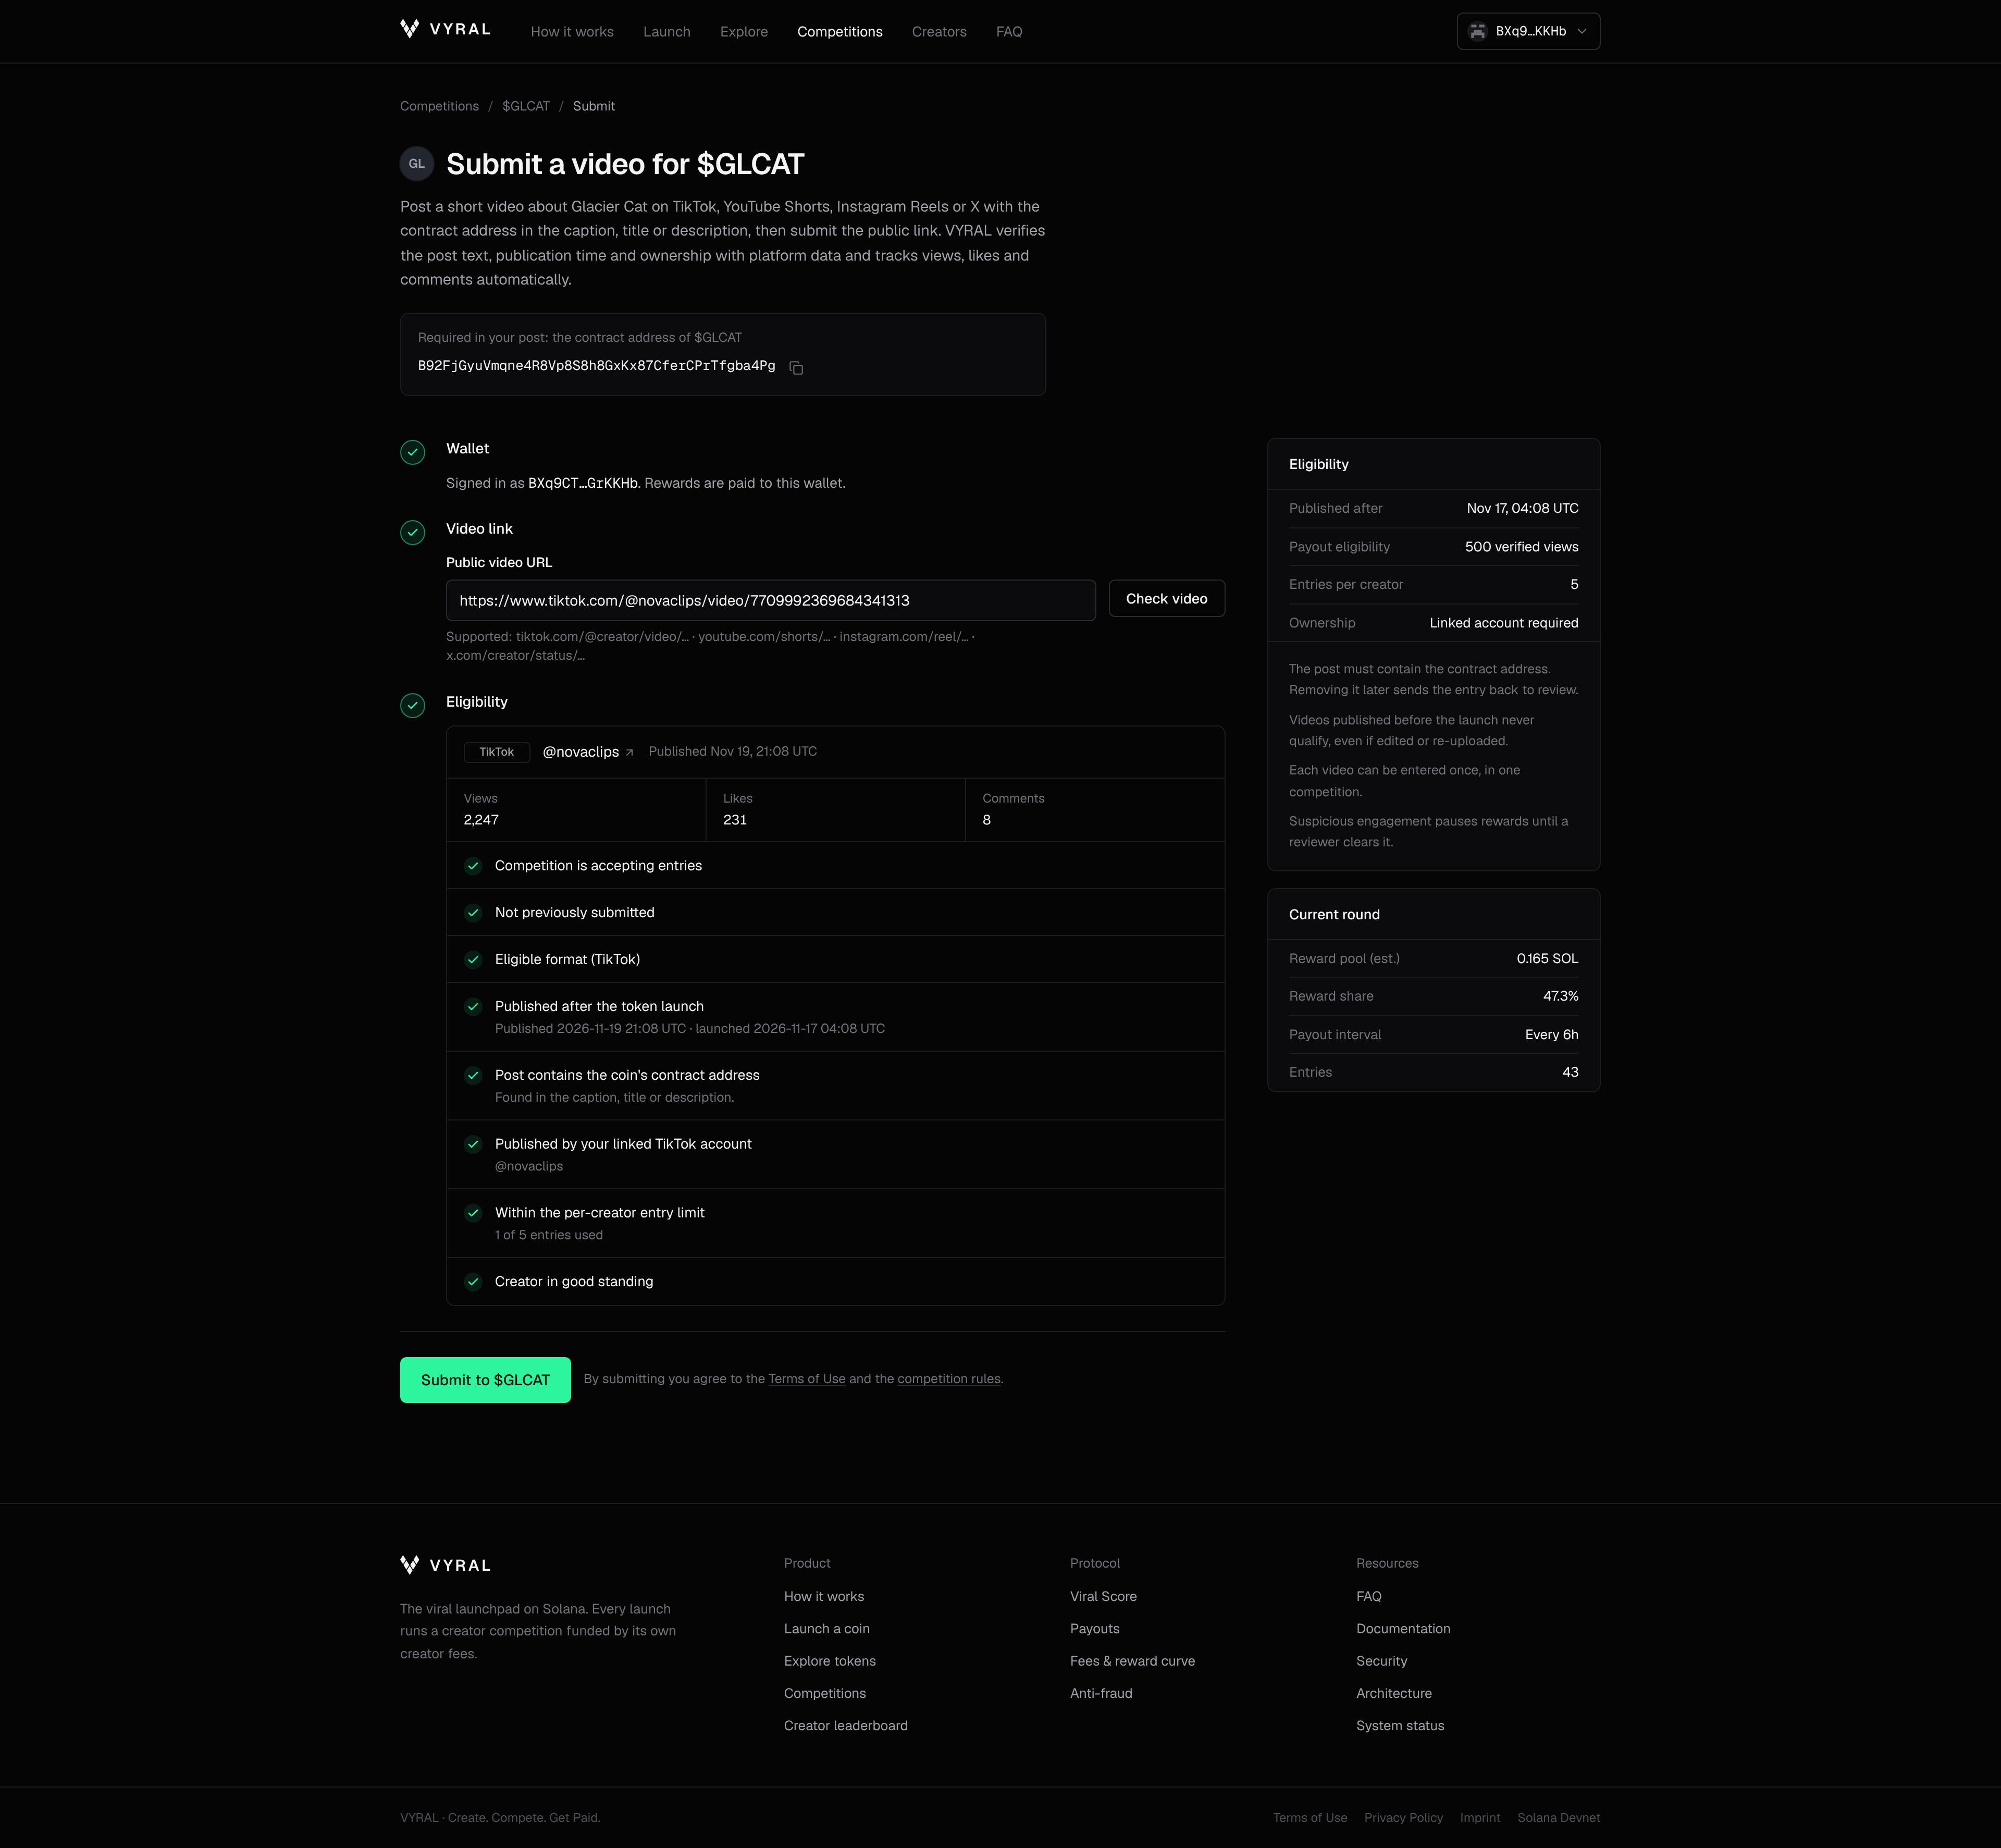 VYRAL
How it works
Launch
Explore
Competitions
Creators
FAQ
BXq9...KKHb
Competitions / $GLCAT / Submit
GL
Submit a video for $GLCAT
Post a short video about Glacier Cat on TikTok, YouTube Shorts, Instagram Reels or X with the
contract address in the caption, title or description, then submit the public link. VYRAL verifies
the post text, publication time and ownership with platform data and tracks views, likes and
comments automatically.
Required in your post: the contract address of $GLCAT
B92FjGyuVmqne4R8Vp8S8h8GxKx87CferCPrTfgba4Pg
Wallet
Signed in as BXq9CT...GrKKHb. Rewards are paid to this wallet.
Video link
Public video URL
https://www.tiktok.com/@novaclips/video/7709992369684341313
Check video
Supported: tiktok.com/@creator/video/... · youtube.com/shorts/... · instagram.com/reel/... ·
x.com/creator/status/...
Eligibility
TikTok
@novaclips ↗
Published Nov 19, 21:08 UTC
Views
2,247
Likes
231
Comments
8
Competition is accepting entries
Not previously submitted
Eligible format (TikTok)
Published after the token launch
Published 2026-11-19 21:08 UTC · launched 2026-11-17 04:08 UTC
Post contains the coin's contract address
Found in the caption, title or description.
Published by your linked TikTok account
@novaclips
Within the per-creator entry limit
1 of 5 entries used
Creator in good standing
Submit to $GLCAT
By submitting you agree to the Terms of Use and the competition rules.
Eligibility
Published after Nov 17, 04:08 UTC
Payout eligibility 500 verified views
Entries per creator 5
Ownership Linked account required
The post must contain the contract address.
Removing it later sends the entry back to review.
Videos published before the launch never
qualify, even if edited or re-uploaded.
Each video can be entered once, in one
competition.
Suspicious engagement pauses rewards until a
reviewer clears it.
Current round
Reward pool (est.) 0.165 SOL
Reward share 47.3%
Payout interval Every 6h
Entries 43
VYRAL
The viral launchpad on Solana. Every launch
runs a creator competition funded by its own
creator fees.
Product
How it works
Launch a coin
Explore tokens
Competitions
Creator leaderboard
Protocol
Viral Score
Payouts
Fees & reward curve
Anti-fraud
Resources
FAQ
Documentation
Security
Architecture
System status
VYRAL · Create. Compete. Get Paid.
Terms of Use
Privacy Policy
Imprint
Solana Devnet